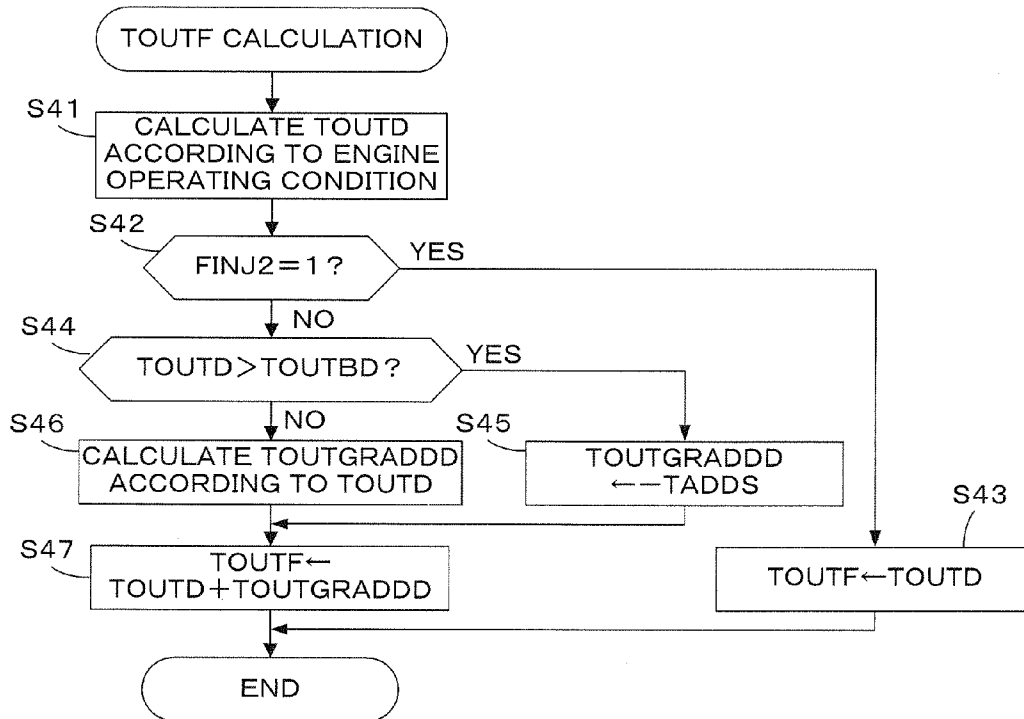 TOUTF CALCULATION
S41
CALCULATE TOUTD
ACCORDING TO ENGINE
OPERATING CONDITION
S42
FINJ2=1?
YES
NO
S44
TOUTD>TOUTBD?
YES
NO
S46
CALCULATE TOUTGRADDD
ACCORDING TO TOUTD
S45
TOUTGRADDD
←−TADDS
S43
TOUTF←TOUTD
S47
TOUTF←
TOUTD+TOUTGRADDD
END